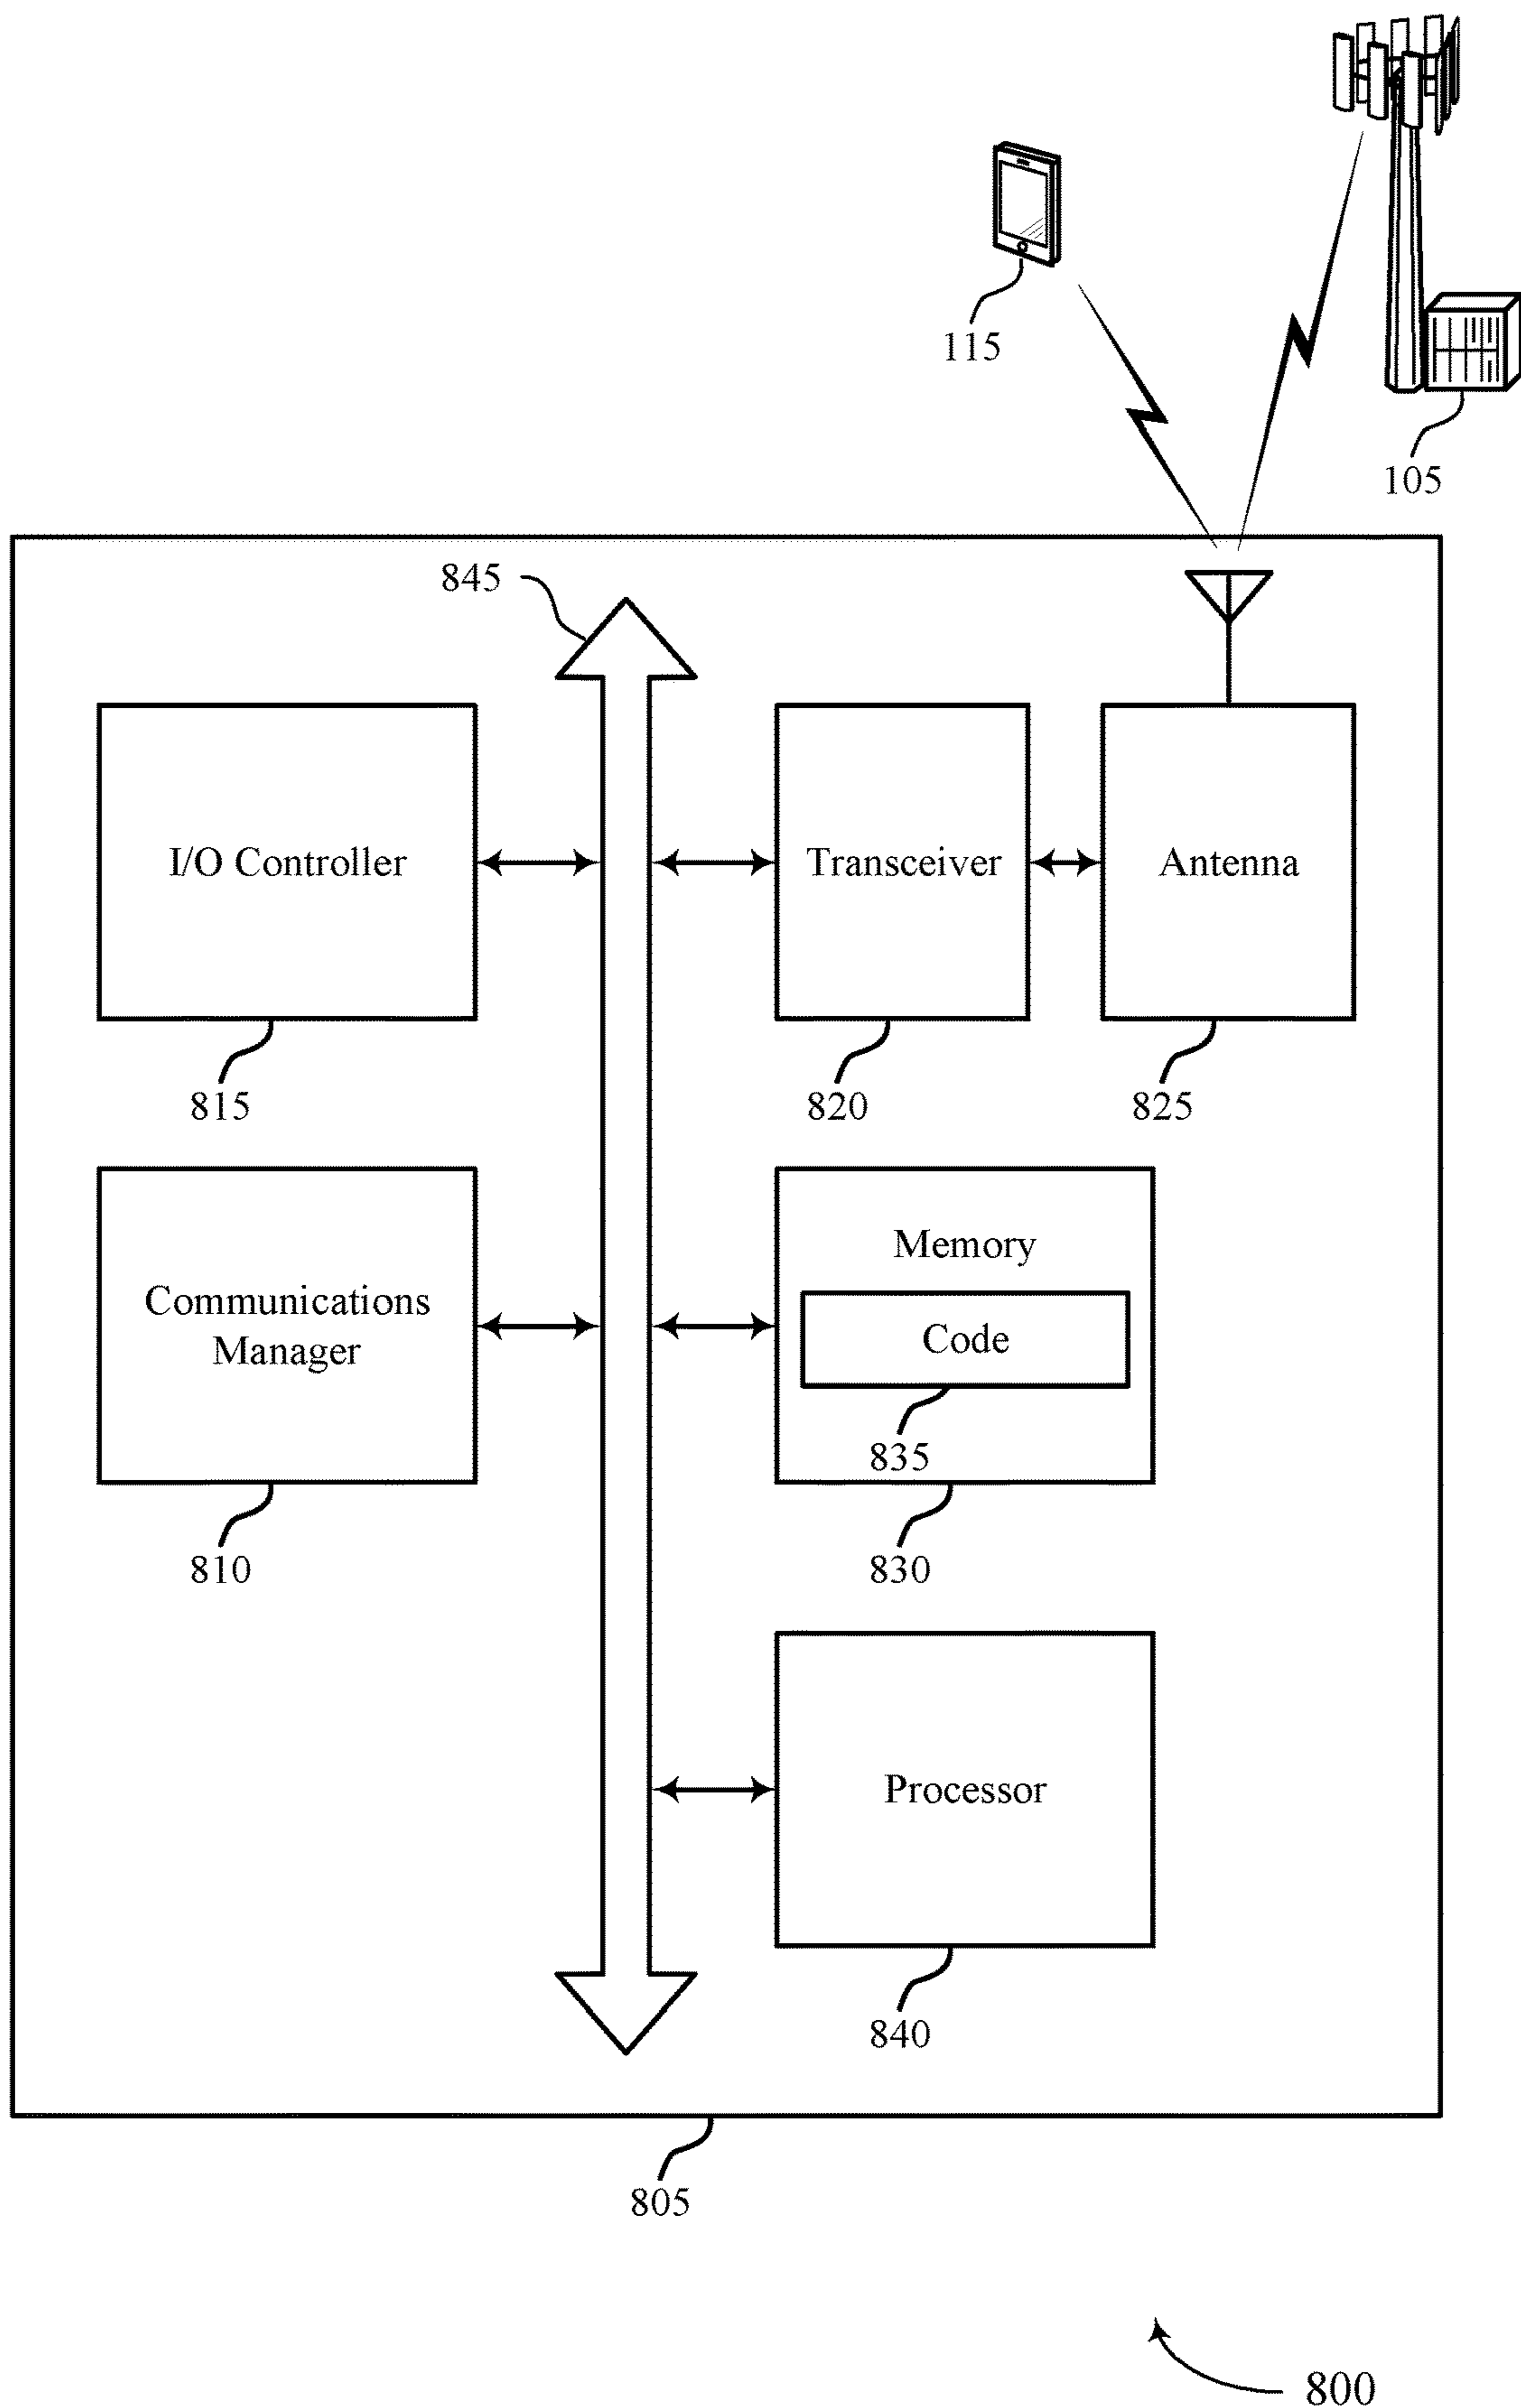 115
105
845
I/O Controller
Transceiver
Antenna
815
820
825
Communications
Manager
Memory
Code
835
810
830
Processor
840
805
800